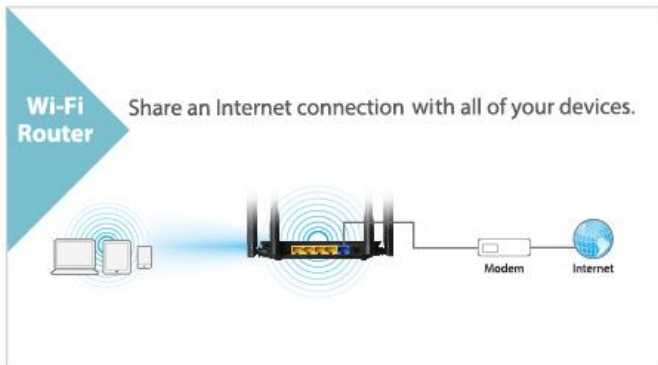 Wi-Fi
Router
Share an Internet connection with all of your devices.
Modem
Internet